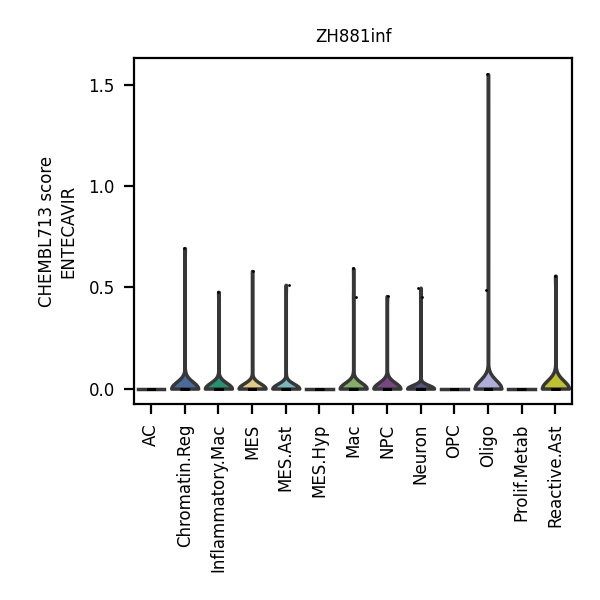 ZH881inf
CHEMBL713 score
ENTECAVIR
1.5
1.0
0.5
0.0
AC
Chromatin.Reg
Inflammatory.Mac
MES
MES.Ast
MES.Hyp
Mac
NPC
Neuron
OPC
Oligo
Prolif.Metab
Reactive.Ast